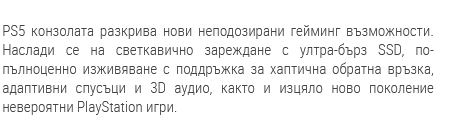 PS5 конзолата разкрива нови неподозирани гейминг възможности.
Наслади се на светкавично зареждане с ултра-бърз SSD, по-
пълноценно изживяване с поддръжка за хаптична обратна връзка,
адаптивни спусъци и 3D аудио, както и изцяло ново поколение
невероятни PlayStation игри.